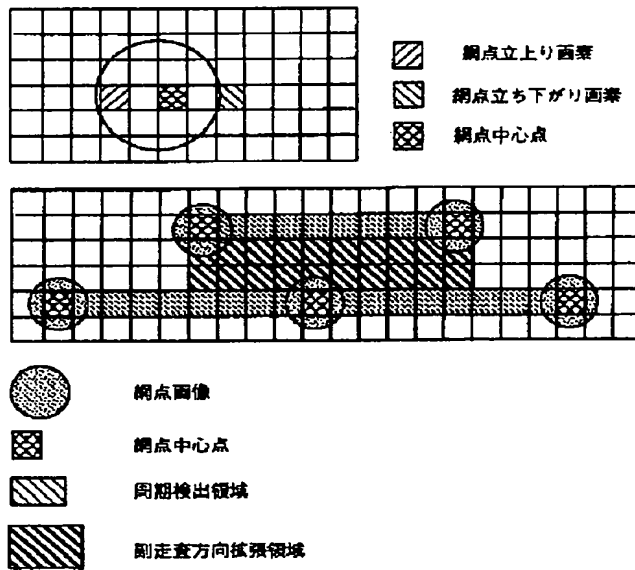 網点立上り画素
網点立ち下がり画素
網点中心点
網点画像
網点中心点
周期検出領域
副走査方向拡張領域